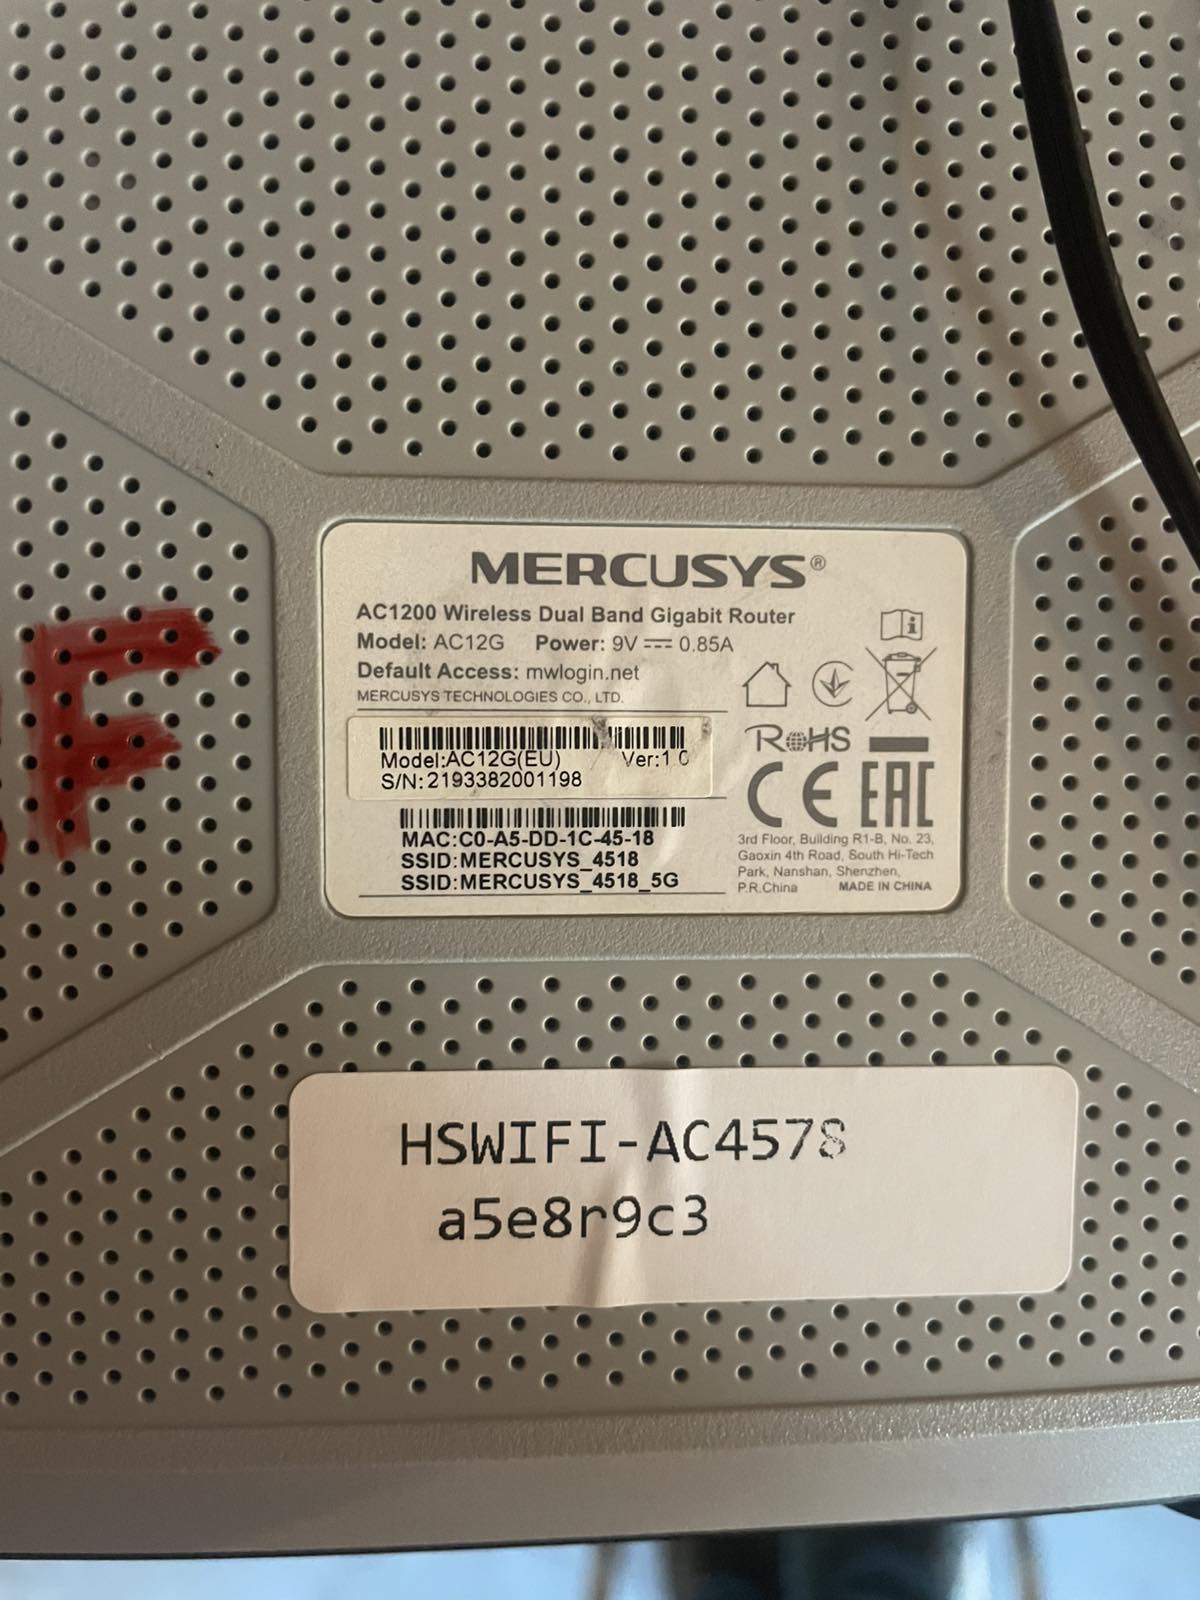 MERCUSYS®
AC1200 Wireless Dual Band Gigabit Router
Model: AC12G Power: 9V 0.85A
Default Access: mwlogin.net
MERCUSYS TECHNOLOGIES CO., LTD.
Model:AC12G(EU) Ver:1.0
S/N:2193382001198
MAC:C0-A5-DD-1C-45-18
SSID:MERCUSYS_4518
SSID:MERCUSYS_4518_5G
RoHS
CE EAC
3rd Floor, Building R1-B, No. 23,
Gaoxin 4th Road, South Hi-Tech
Park, Nanshan, Shenzhen,
P.R.China MADE IN CHINA
F
HSWIFI-AC4578
a5e8r9c3